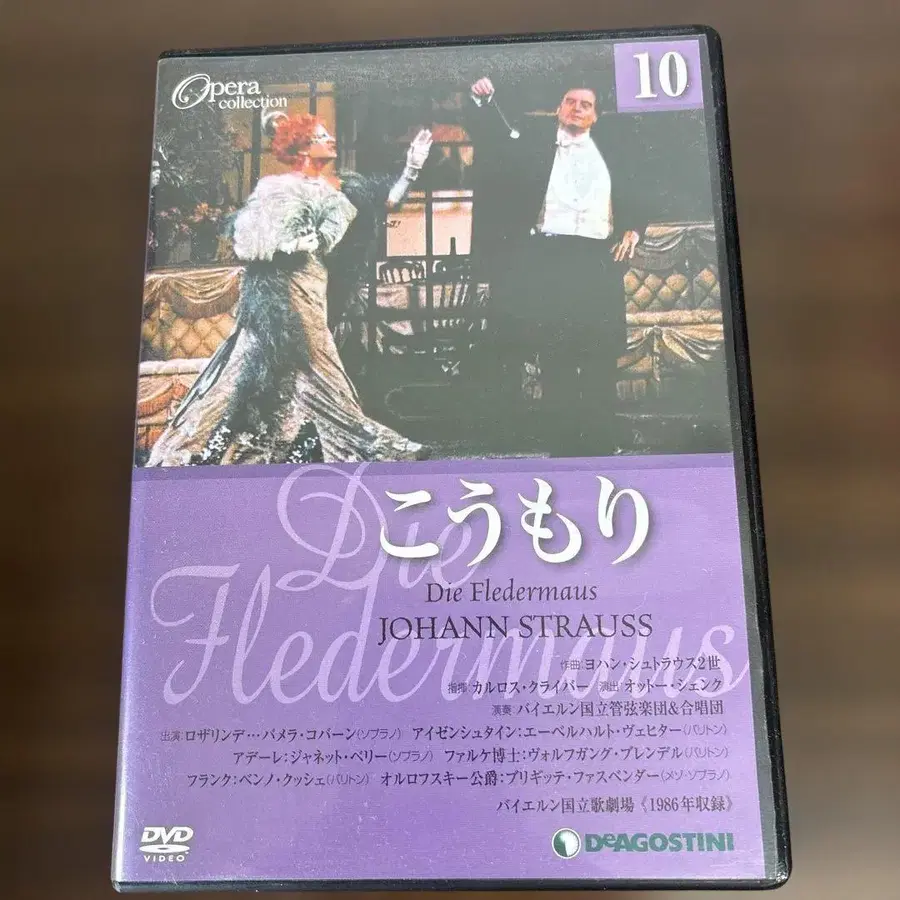 Opera
collection
10
Die
Fledermaus
こうもり
Die Fledermaus
JOHANN STRAUSS
作曲:ヨハン・シュトラウス2世
指揮:カルロス・クライバー 演出:オットー・シェンク
演奏:バイエルン国立管弦楽団&合唱団
出演:ロザリンデ…パメラ・コバーン(ソプラノ) アイゼンシュタイン:エーベルハルト・ヴェヒター(バリトン)
アデーレ:ジャネット・ペリー(ソプラノ) ファルケ博士:ヴォルフガング・ブレンデル(バリトン)
フランク:ベンノ・クッシェ(バリトン) オルロフスキー公爵:ブリギッテ・ファスベンダー(メゾ・ソプラノ)
バイエルン国立歌劇場《1986年収録》
DVD
VIDEO
DEAGOSTINI